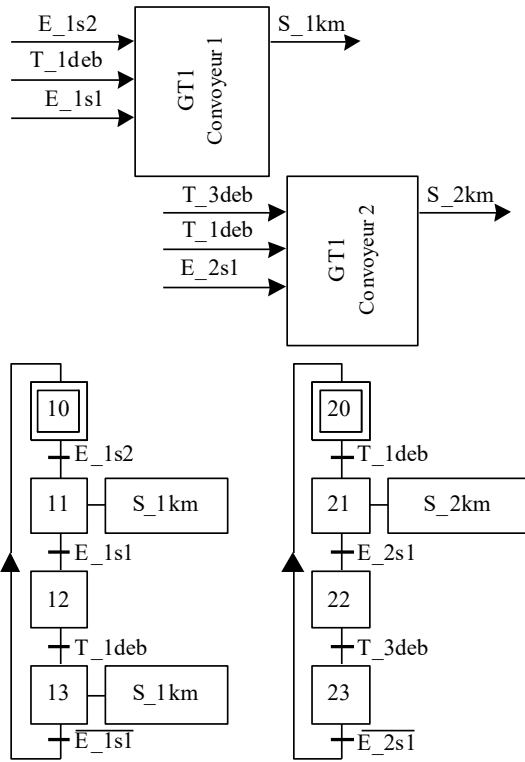 E_1s2
T_1deb
E_1s1
GT1
Convoyeur 1
S_1km
T_3deb
T_1deb
E_2s1
GT1
Convoyeur 2
S_2km
10
E_1s2
11
S_1km
E_1s1
12
T_1deb
13
S_1km
E_1s1
20
T_1deb
21
S_2km
E_2s1
22
T_3deb
23
E_2s1